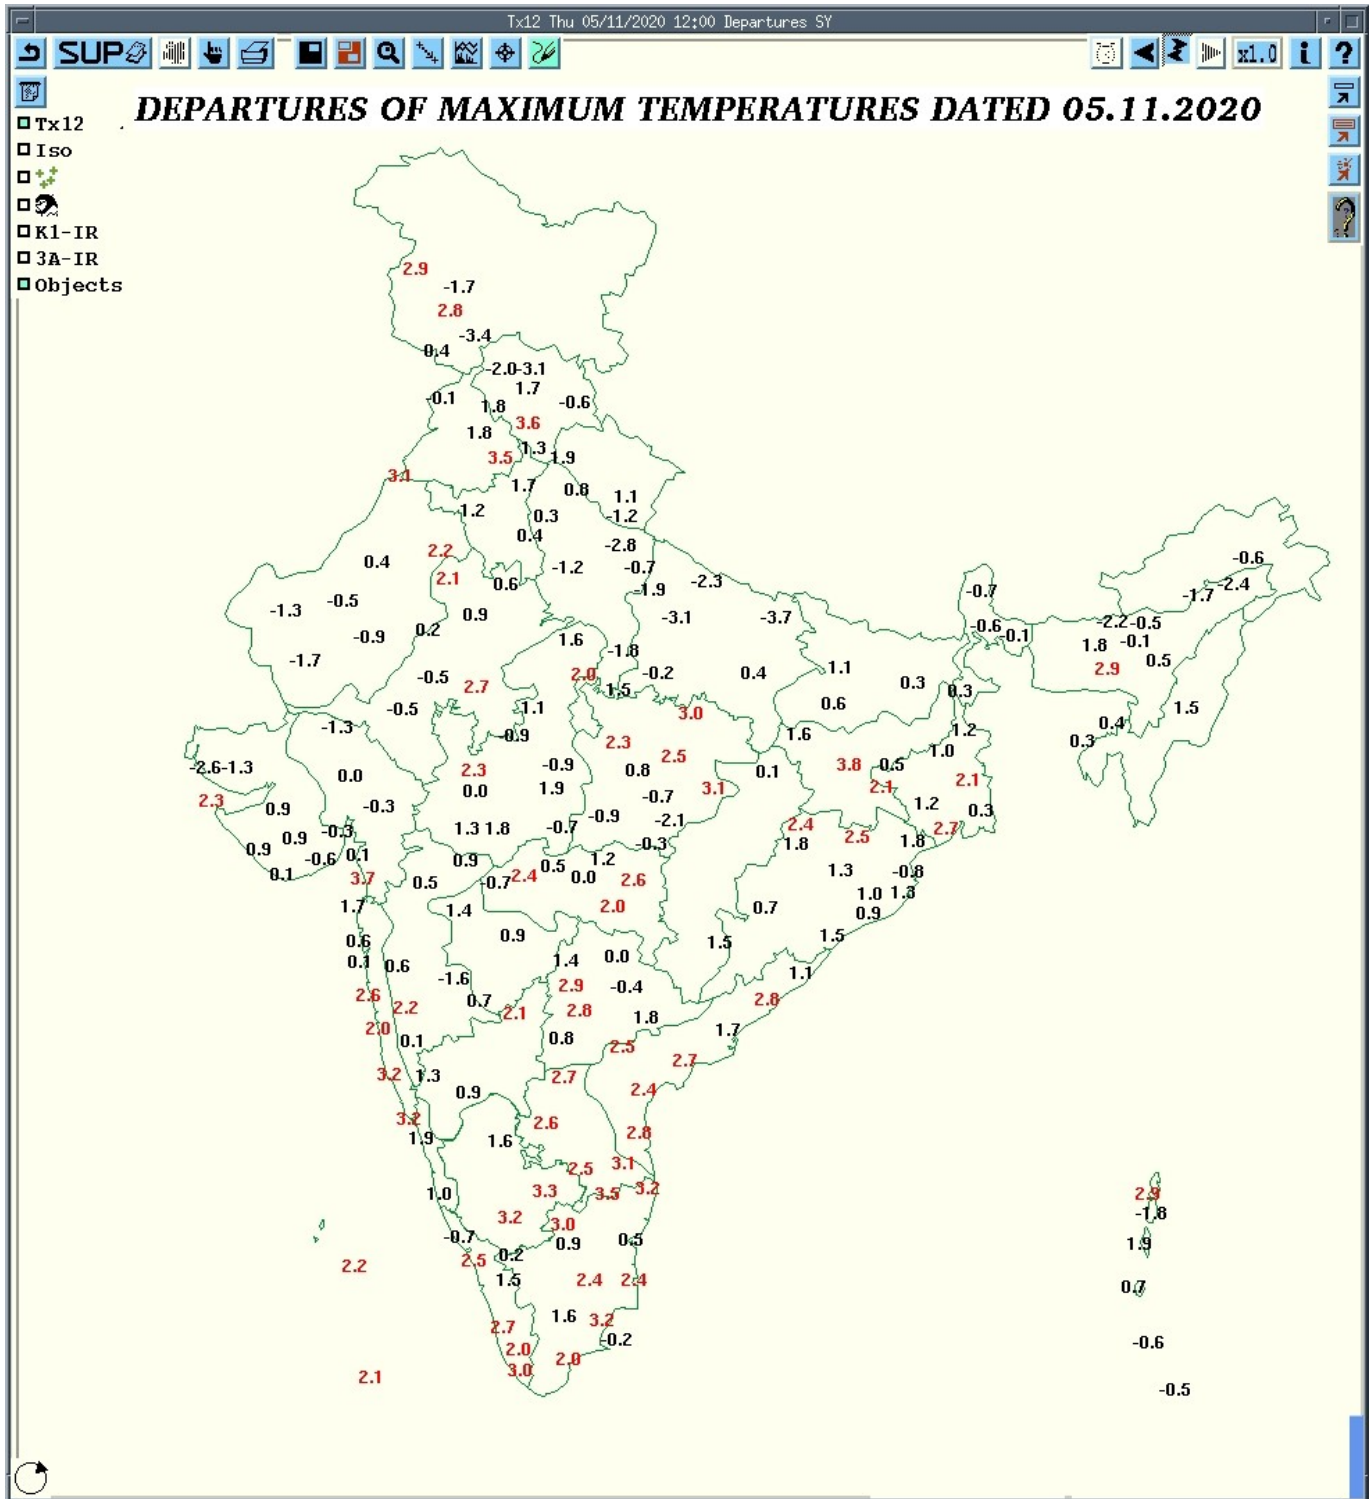 Tx12 Thu 05/11/2020 12:00 Departures SY
SUP
x1.0 i ?
DEPARTURES OF MAXIMUM TEMPERATURES DATED 05.11.2020
Tx12
Iso
K1-IR
3A-IR
Objects
2.9
-1.7
2.8
-3.4
0.4
-2.0 -3.1
1.7
-0.1 1.8 -0.6
3.6
1.8
1.3
3.5 1.9
3.1
1.7 0.8
1.1
1.2 0.3 -1.2
0.4
2.2 -2.8
0.4 -0.6
2.1 -1.2 -0.7
0.6 -1.9 -2.3 -0.7 -1.7 -2.4
-1.3 -0.5
0.9 -3.1 -3.7
-0.9 0.2 -0.6 -0.1 -2.2 -0.5
1.6 1.8 -0.1
-1.8
-1.7 0.5
-0.5 2.0 -0.2 0.4 1.1 2.9
2.7 1.5 0.3 0.3
-0.5 1.1 3.0 0.6 1.5
-1.3 0.4
-0.9 2.3 1.6 1.2 0.3
2.5 1.0
-2.6 -1.3 0.0 2.3 -0.9 0.8 0.1 3.8 0.5
0.0 1.9 3.1 2.1 2.1
2.3 0.9 -0.3 -0.7 1.2 0.3
-0.9 -2.1
0.9 -0.3 1.3 1.8 -0.7 2.4 2.5 2.7
0.9 -0.3 1.8 1.8
-0.6 0.1 0.9 0.5 1.2
0.1 3.7 0.5 -0.7 2.4 0.0 2.6 1.3 -0.8
1.7 1.4 2.0 0.7 1.0 1.3
0.9
0.6 0.9 1.5 1.5
0.1 0.6 1.4 0.0
-1.6 1.1
2.6 0.7 2.9 -0.4 2.8
2.2 2.1 2.8 1.8
2.0 0.1 0.8 1.7
2.5
3.2 1.3 2.7 2.7
0.9 2.4
3.2 2.6
1.9 1.6 2.8
2.5 3.1
1.0 3.3 3.5 3.2 2.9
3.2 3.0 -1.8
-0.7 0.9 0.5 1.9
2.2 2.5 0.2
1.5 2.4 2.4 0.7
1.6 3.2
2.7 -0.2 -0.6
2.0 2.0
2.1 3.0
-0.5